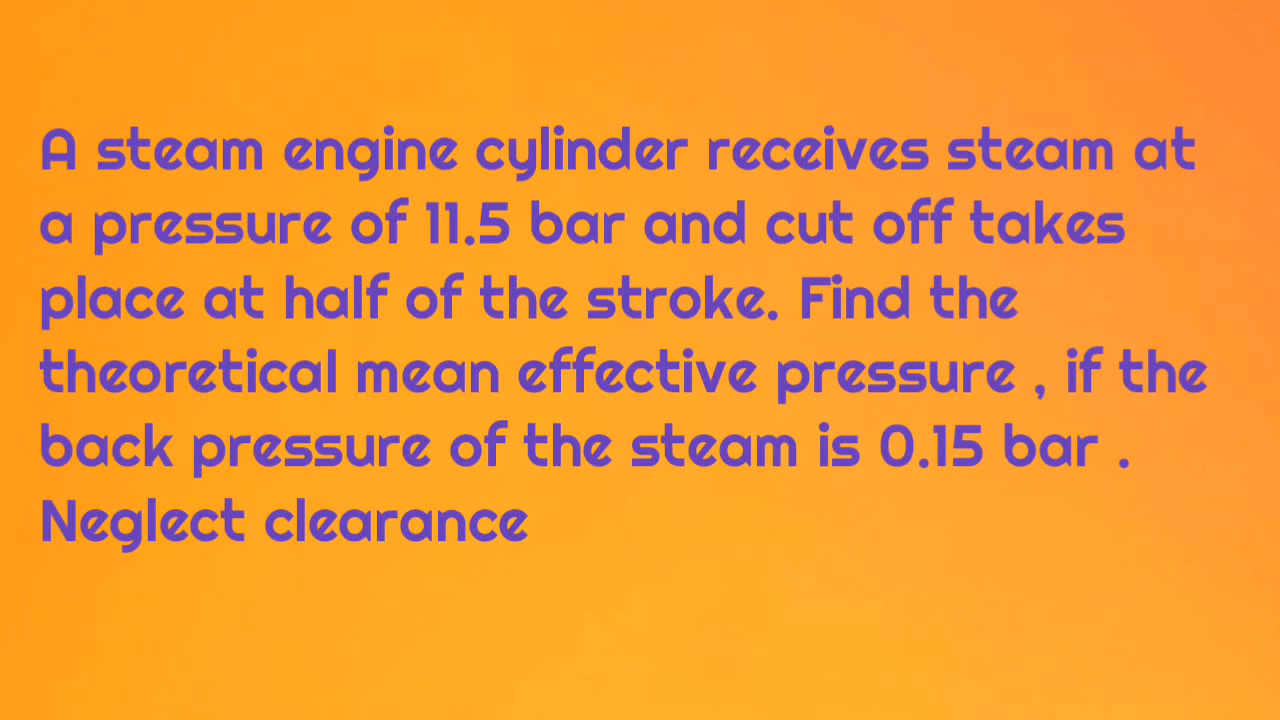 A steam engine cylinder receives steam at
a pressure of 11.5 bar and cut off takes
place at half of the stroke. Find the
theoretical mean effective pressure , if the
back pressure of the steam is 0.15 bar .
Neglect clearance